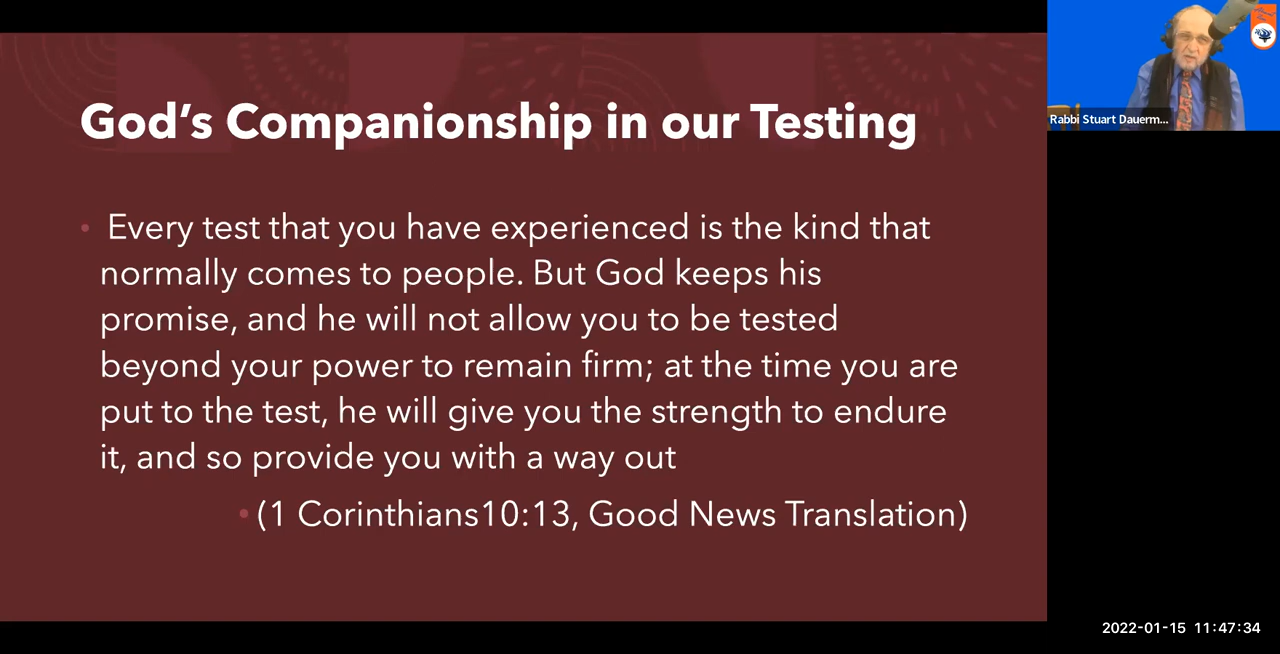 God's Companionship in our Testing
• Every test that you have experienced is the kind that
normally comes to people. But God keeps his
promise, and he will not allow you to be tested
beyond your power to remain firm; at the time you are
put to the test, he will give you the strength to endure
it, and so provide you with a way out
• (1 Corinthians10:13, Good News Translation)
Rabbi Stuart Dauerm...
2022-01-15 11:47:34